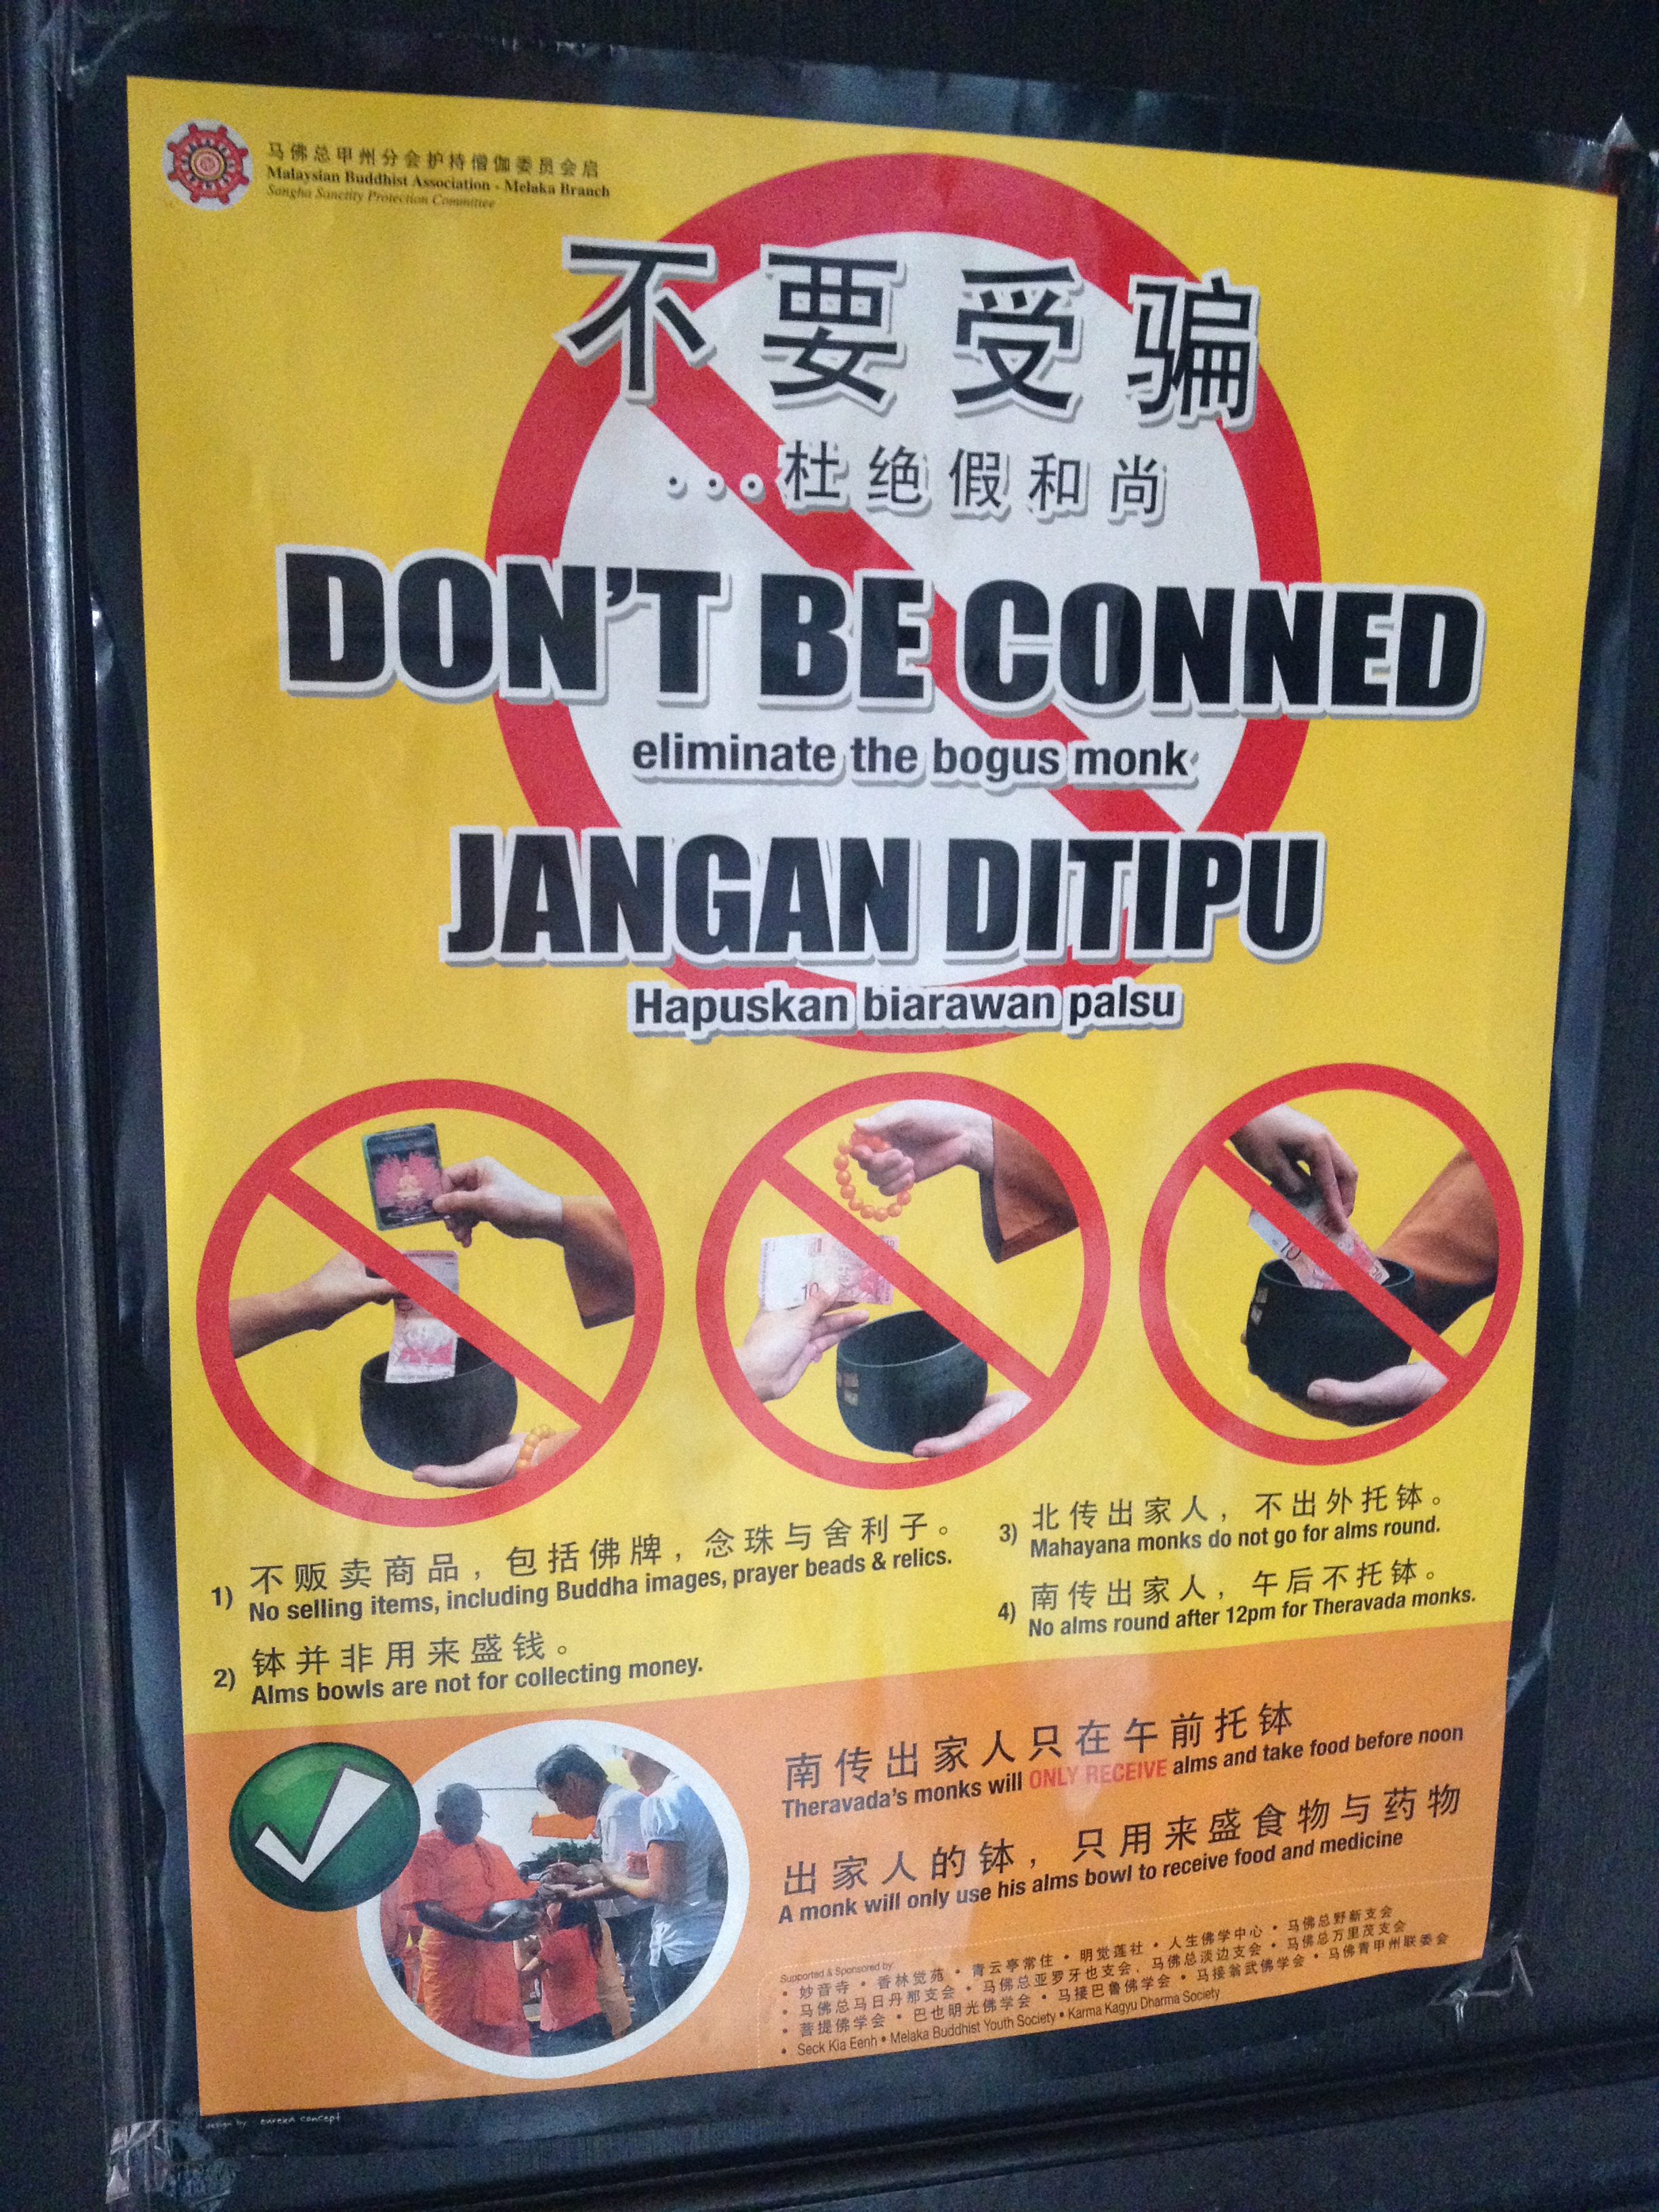 马佛总甲州分会护持僧伽委员会启
Malaysian Buddhist Association - Melaka Branch
Sangha Sanctity Protection Committee
不要受骗
...杜绝假和尚
DON'T BE CONNED
eliminate the bogus monk
JANGAN DITIPU
Hapuskan biarawan palsu
10
10
1) 不贩卖商品，包括佛牌，念珠与舍利子。
No selling items, including Buddha images, prayer beads & relics.
2) 钵并非用来盛钱。
Alms bowls are not for collecting money.
3) 北传出家人，不出外托钵。
Mahayana monks do not go for alms round.
4) 南传出家人，午后不托钵。
No alms round after 12pm for Theravada monks.
南传出家人只在午前托钵
Theravada's monks will ONLY RECEIVE alms and take food before noon
出家人的钵，只用来盛食物与药物
A monk will only use his alms bowl to receive food and medicine
Supported & Sponsored by:
• 妙音寺 • 香林觉苑 • 青云亭常住 • 明觉莲社 • 人生佛学中心 • 马佛总野新支会
• 马佛总马日丹那支会 • 马佛总亚罗牙也支会、马佛总淡边支会 • 马佛总万里茂支会
• 菩提佛学会 • 巴也明光佛学会 • 马接巴鲁佛学会 • 马接翁武佛学会 • 马佛青甲州联委会
• Seck Kia Eenh • Melaka Buddhist Youth Society • Karma Kagyu Dharma Society
design by: eureka concept